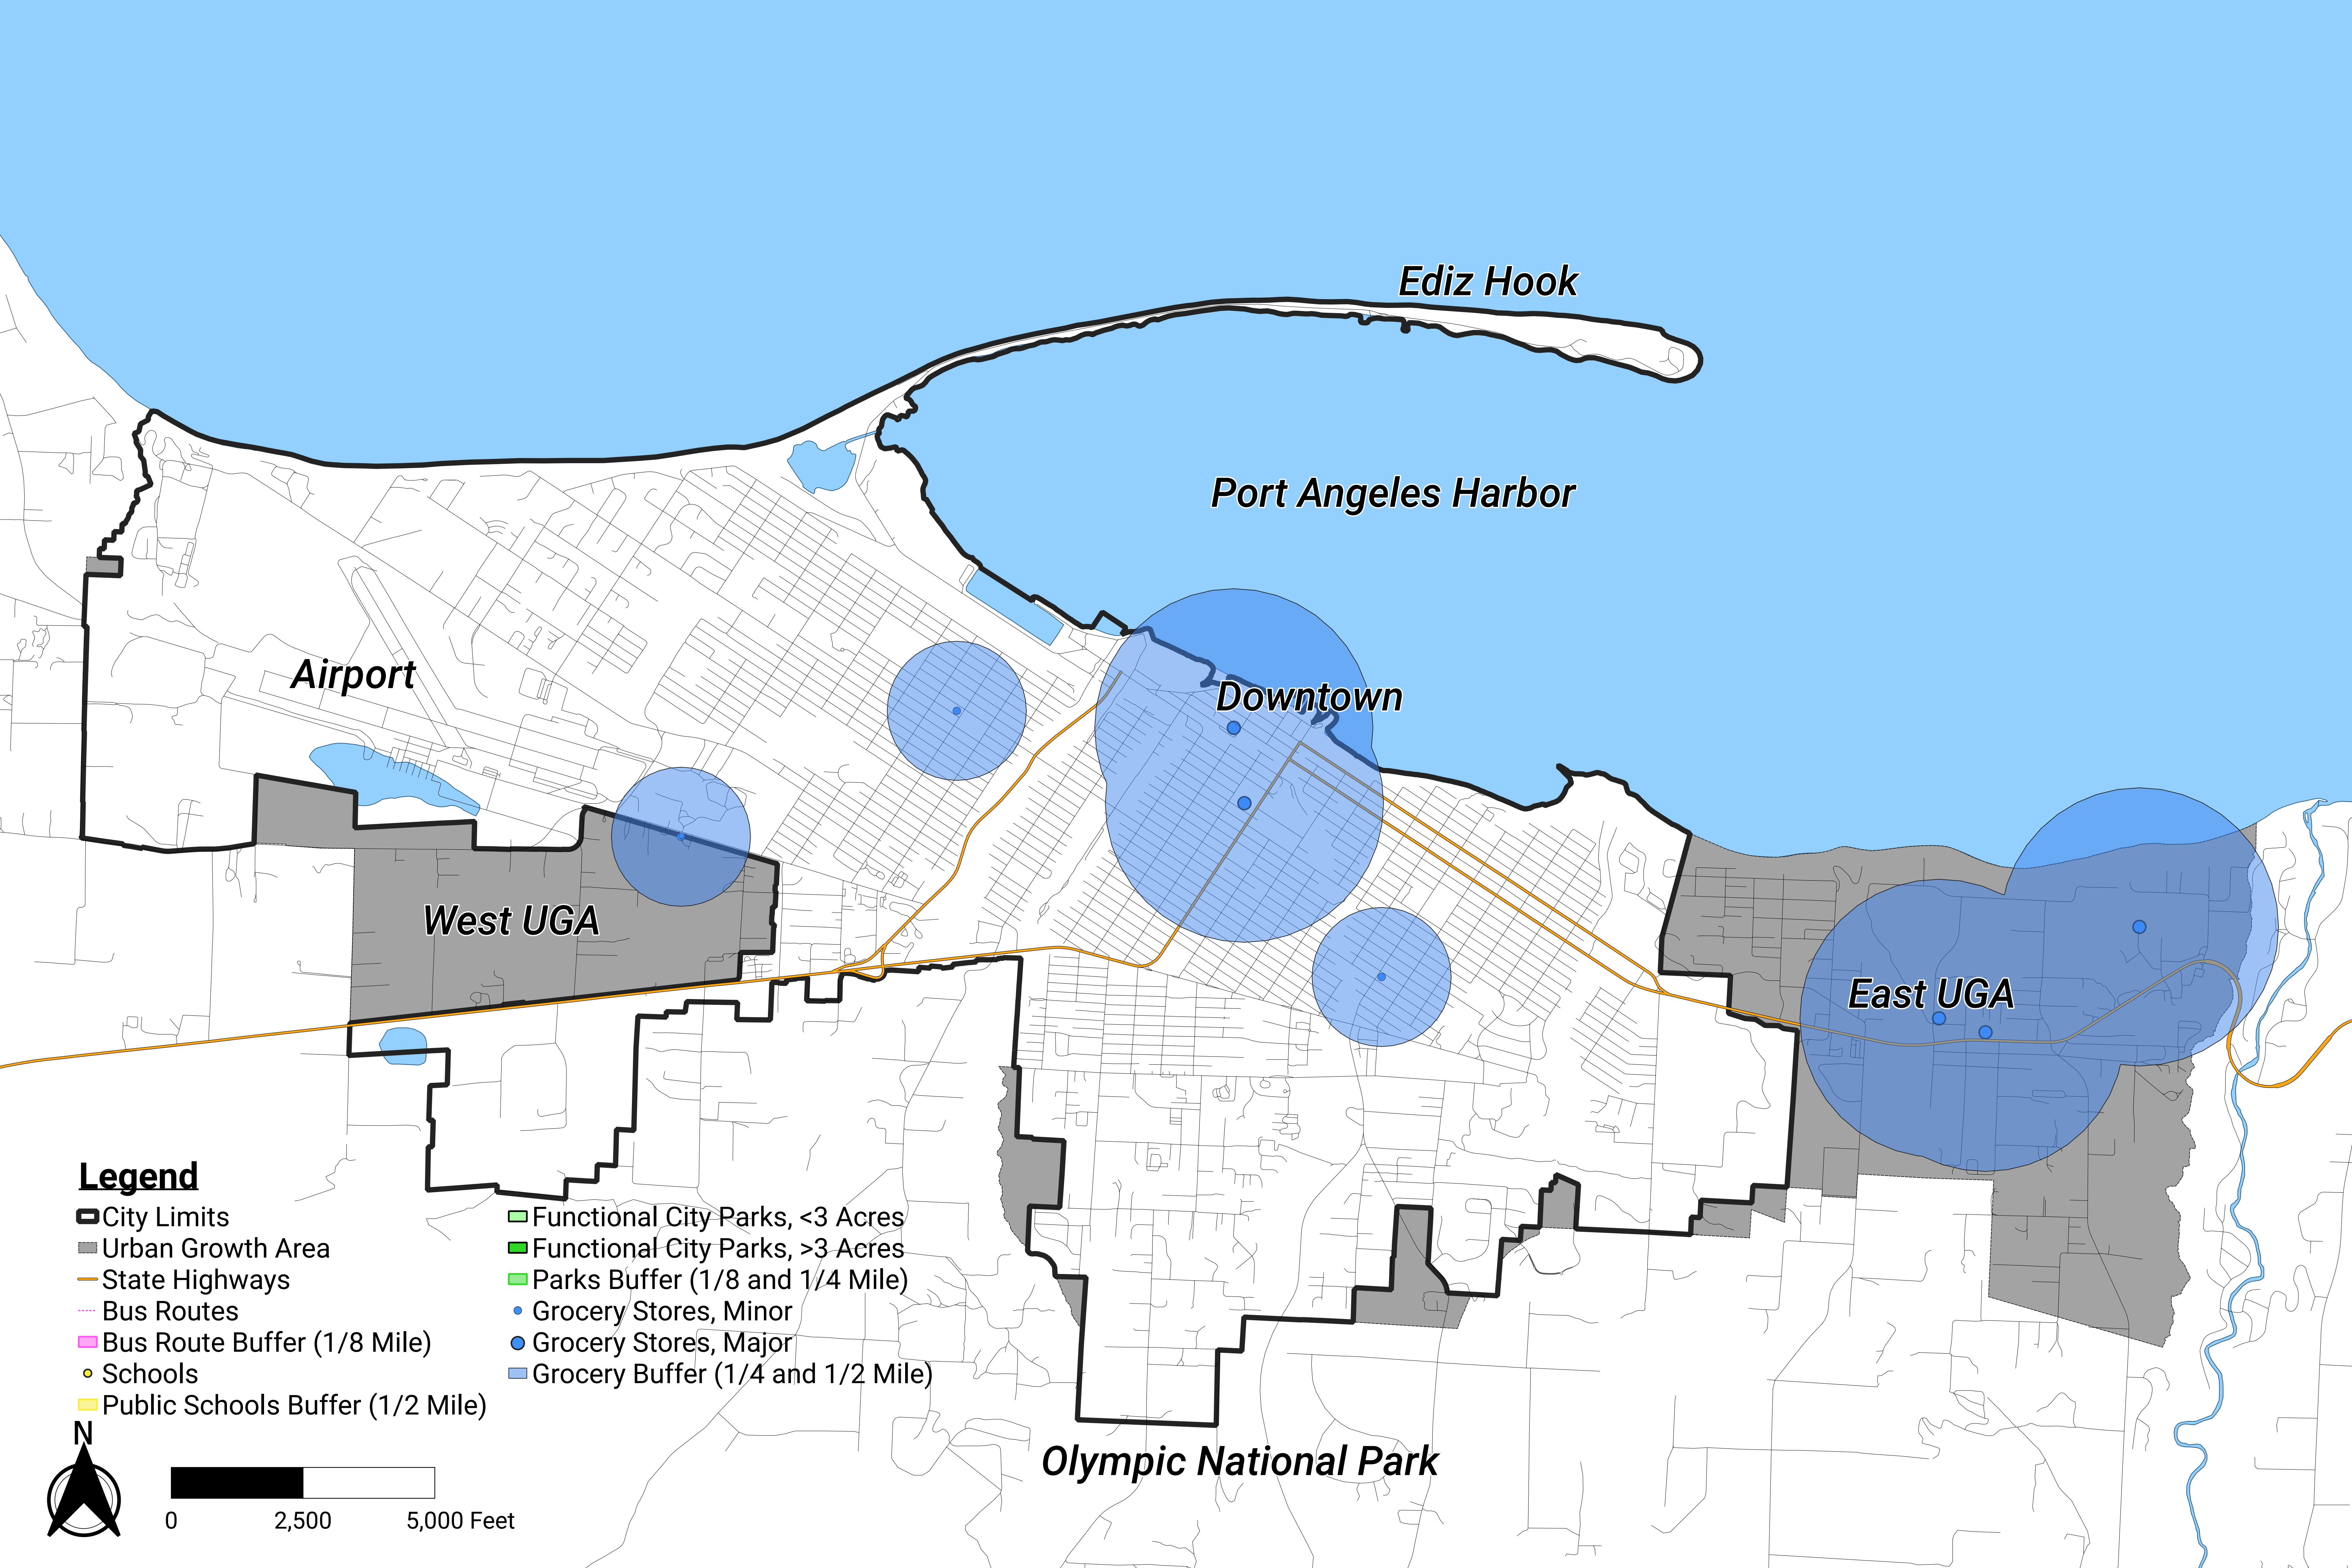 Ediz Hook
Port Angeles Harbor
Airport
Downtown
West UGA
East UGA
Legend
City Limits
Urban Growth Area
State Highways
Bus Routes
Bus Route Buffer (1/8 Mile)
Schools
Public Schools Buffer (1/2 Mile)
Functional City Parks, <3 Acres
Functional City Parks, >3 Acres
Parks Buffer (1/8 and 1/4 Mile)
Grocery Stores, Minor
Grocery Stores, Major
Grocery Buffer (1/4 and 1/2 Mile)
N
Olympic National Park
0 2,500 5,000 Feet